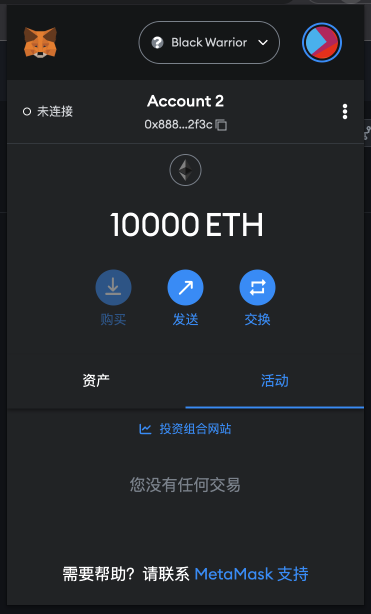 Black Warrior
未连接
Account 2
0x888...2f3c
10000 ETH
购买 发送 交换
资产 活动
投资组合网站
您没有任何交易
需要帮助？请联系 MetaMask 支持